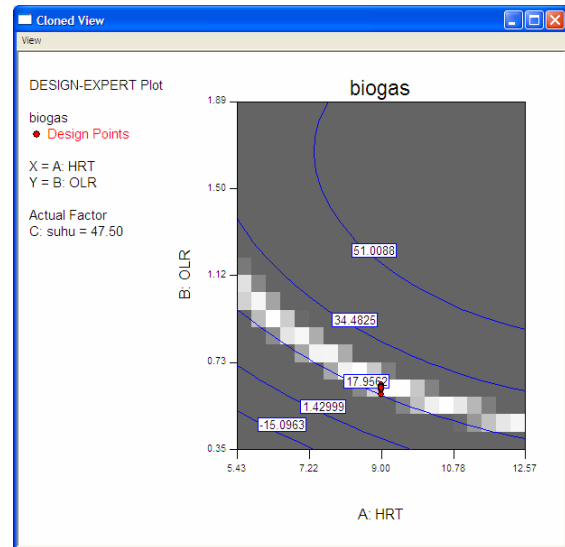 Cloned View
View
DESIGN-EXPERT Plot
biogas
Design Points
X = A: HRT
Y = B: OLR
Actual Factor
C: suhu = 47.50
biogas
B: OLR
1.89
1.50
1.12
0.73
0.35
51.0088
34.4825
17.9562
1.42999
-15.0963
5.43
7.22
9.00
10.78
12.57
A: HRT